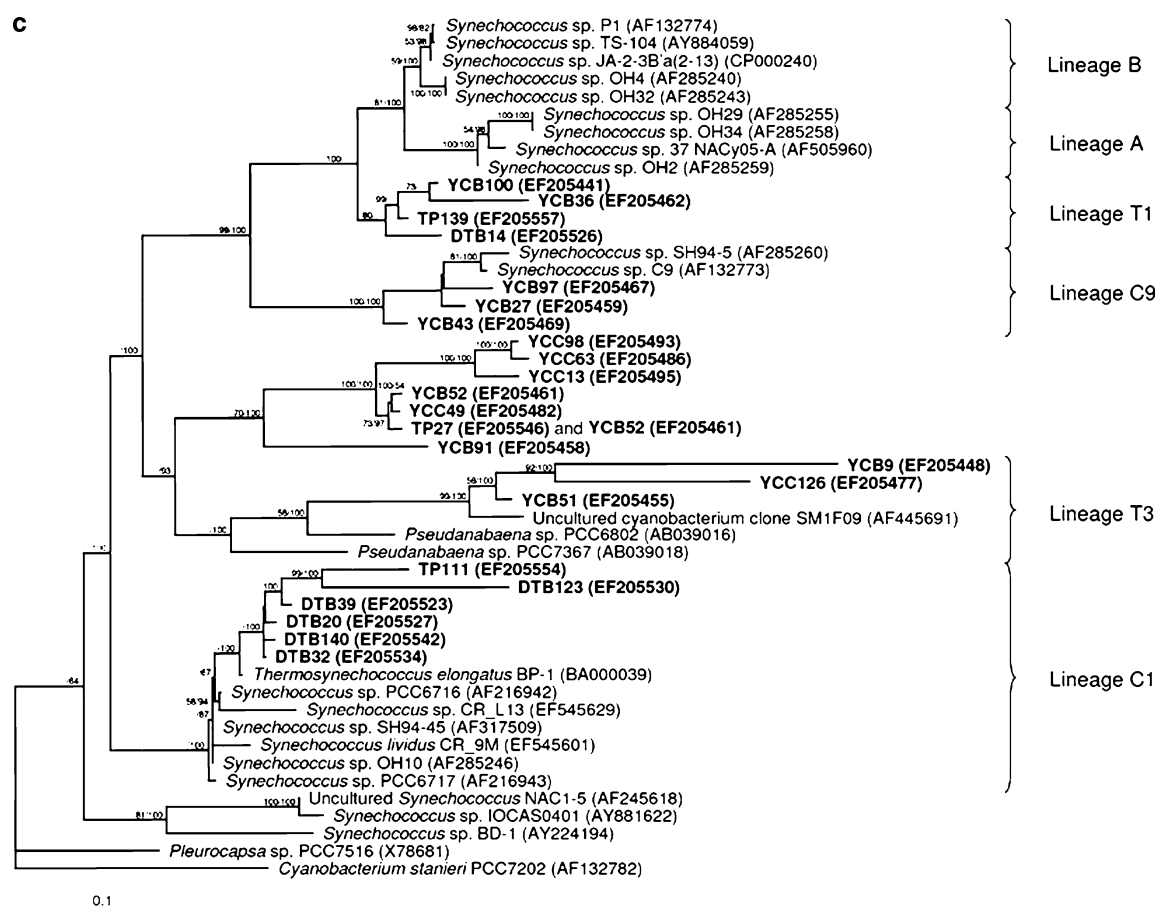 c
Synechococcus sp. P1 (AF132774)
Synechococcus sp. TS-104 (AY884059)
Synechococcus sp. JA-2-3B'a(2-13) (CP000240)
Synechococcus sp. OH4 (AF285240)
Synechococcus sp. OH32 (AF285243)
Lineage B
Synechococcus sp. OH29 (AF285255)
Synechococcus sp. OH34 (AF285258)
Synechococcus sp. 37 NACy05-A (AF505960)
Synechococcus sp. OH2 (AF285259)
Lineage A
YCB100 (EF205441)
YCB36 (EF205462)
TP139 (EF205557)
DTB14 (EF205526)
Lineage T1
Synechococcus sp. SH94-5 (AF285260)
Synechococcus sp. C9 (AF132773)
YCB97 (EF205467)
YCB27 (EF205459)
YCB43 (EF205469)
Lineage C9
YCC98 (EF205493)
YCC63 (EF205486)
YCC13 (EF205495)
YCB52 (EF205461)
YCC49 (EF205482)
TP27 (EF205546) and YCB52 (EF205461)
YCB91 (EF205458)
YCB9 (EF205448)
YCC126 (EF205477)
YCB51 (EF205455)
Uncultured cyanobacterium clone SM1F09 (AF445691)
Pseudanabaena sp. PCC6802 (AB039016)
Pseudanabaena sp. PCC7367 (AB039018)
Lineage T3
TP111 (EF205554)
DTB123 (EF205530)
DTB39 (EF205523)
DTB20 (EF205527)
DTB140 (EF205542)
DTB32 (EF205534)
Thermosynechococcus elongatus BP-1 (BA000039)
Synechococcus sp. PCC6716 (AF216942)
Synechococcus sp. CR_L13 (EF545629)
Synechococcus sp. SH94-45 (AF317509)
Synechococcus lividus CR_9M (EF545601)
Synechococcus sp. OH10 (AF285246)
Synechococcus sp. PCC6717 (AF216943)
Lineage C1
Uncultured Synechococcus NAC1-5 (AF245618)
Synechococcus sp. IOCAS0401 (AY881622)
Synechococcus sp. BD-1 (AY224194)
Pleurocapsa sp. PCC7516 (X78681)
Cyanobacterium stanieri PCC7202 (AF132782)
0.1